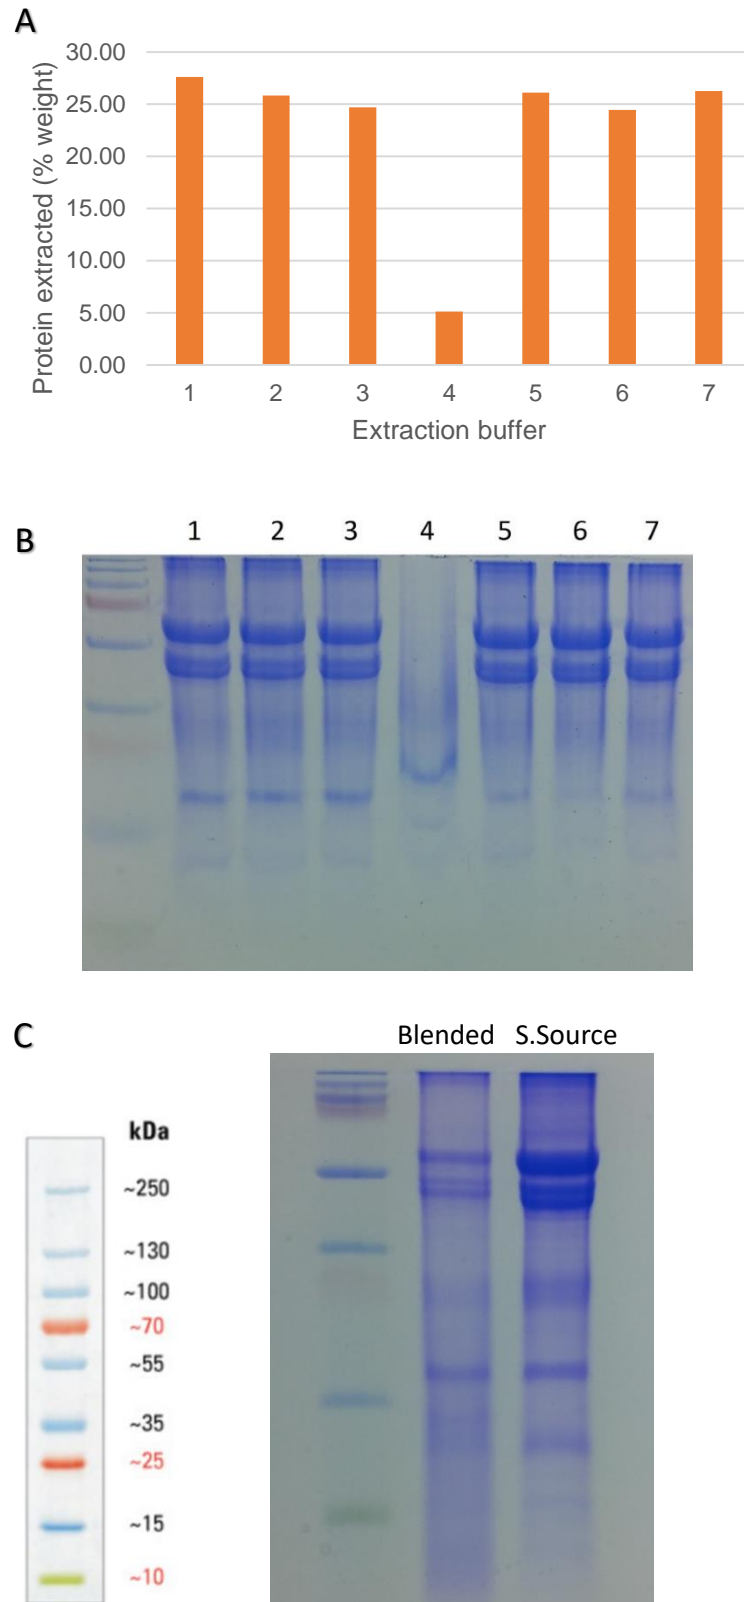 A
Protein extracted (% weight)
30.00
25.00
20.00
15.00
10.00
5.00
0.00
1 2 3 4 5 6 7
Extraction buffer
B
1 2 3 4 5 6 7
C
Blended S.Source
kDa
~250
~130
~100
~70
~55
~35
~25
~15
~10